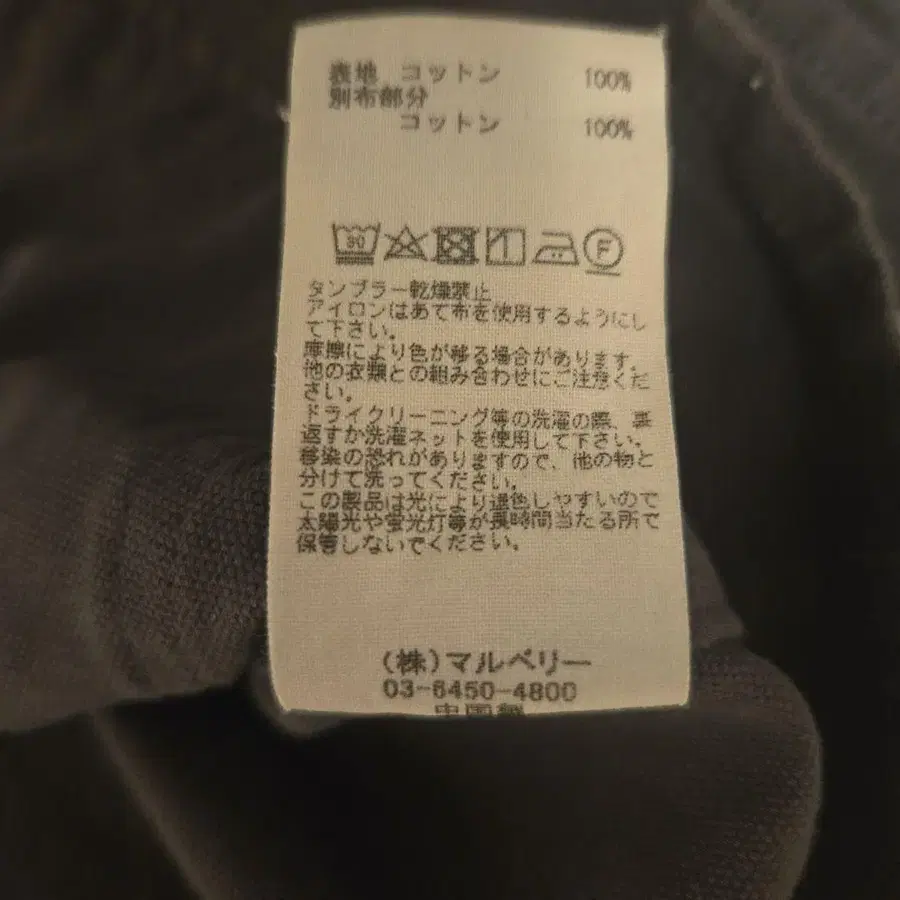 表地 コットン 100%
別布部分
コットン 100%
30
F
タンブラー乾燥禁止
アイロンはあて布を使用するようにし
て下さい。
摩擦により色が移る場合があります。
他の衣類との組み合わせにご注意くだ
さい。
ドライクリーニング等の洗濯の際、裏
返すか洗濯ネットを使用して下さい。
移染の恐れがありますので、他の物と
分けて洗ってください。
この製品は光により退色しやすいので
太陽光や蛍光灯等が長時間当たる所で
保管しないでください。
(株)マルベリー
03-6450-4800
中国製